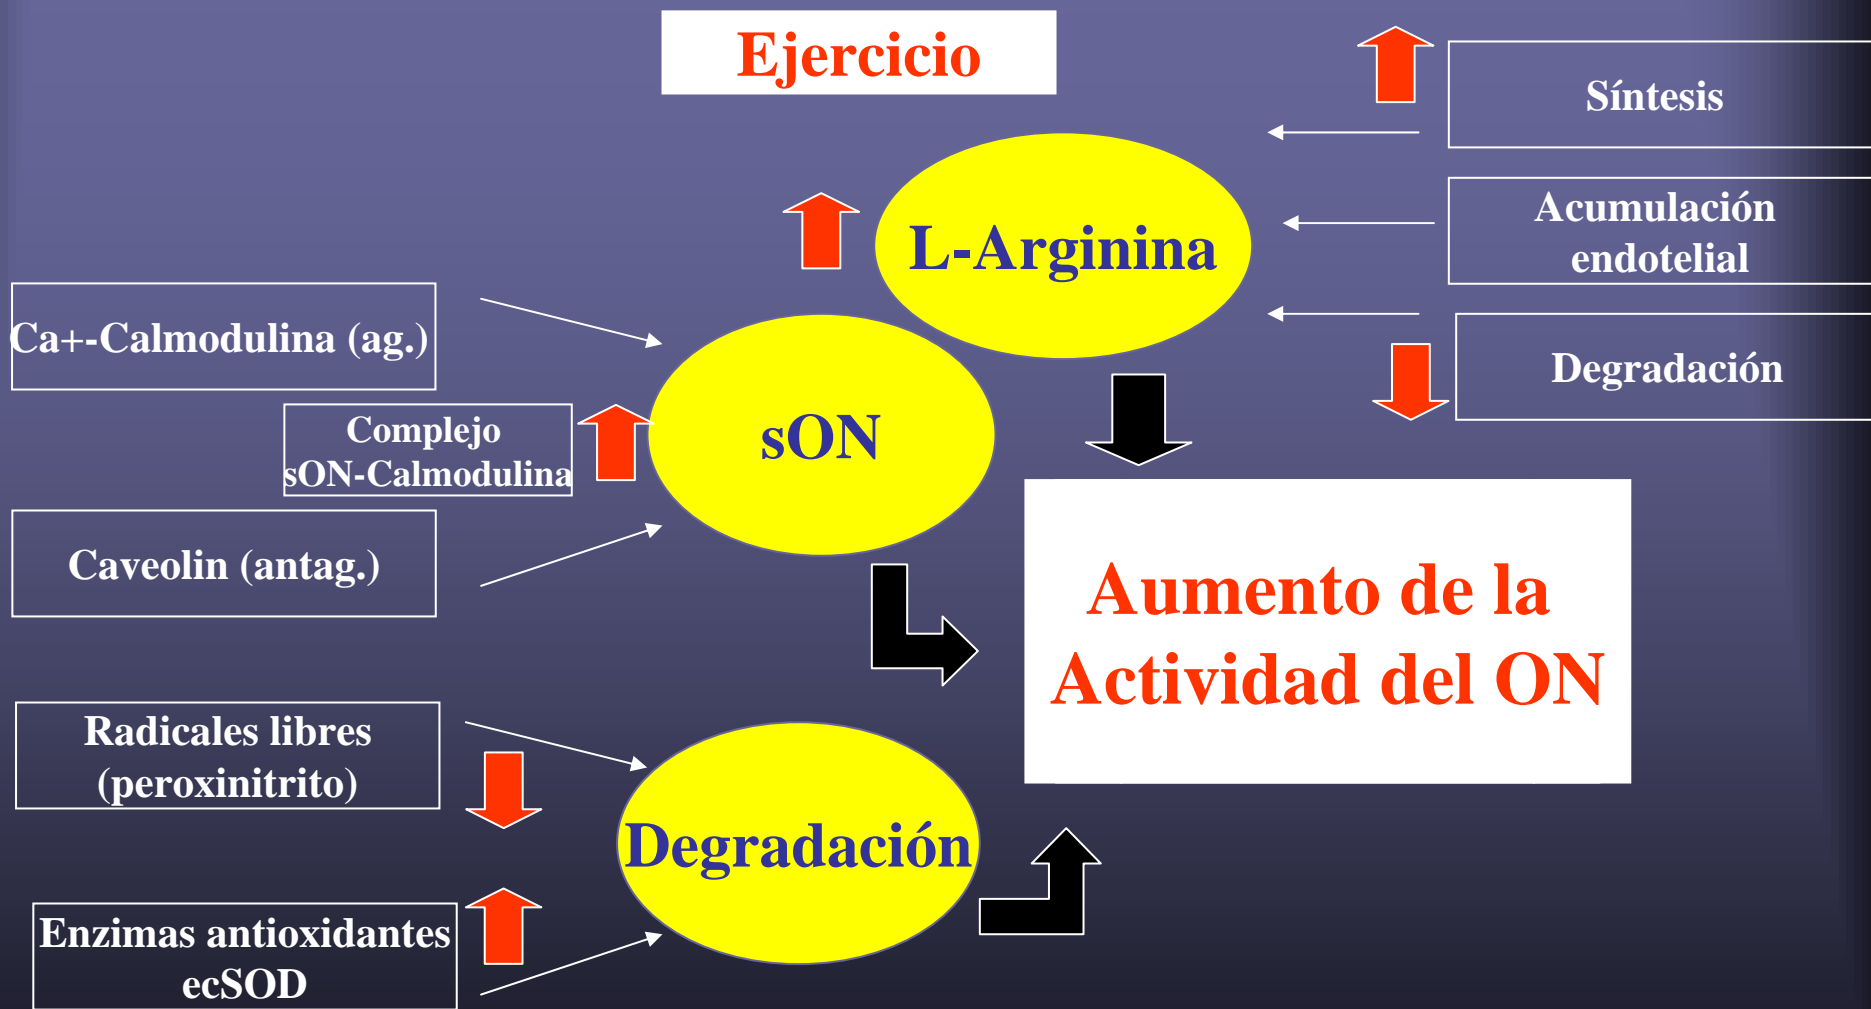 Ejercicio
Síntesis
Acumulación
endotelial
L-Arginina
Degradación
Ca+-Calmodulina (ag.)
Complejo
sON-Calmodulina
sON
Caveolin (antag.)
Aumento de la
Actividad del ON
Radicales libres
(peroxinitrito)
Degradación
Enzimas antioxidantes
ecSOD